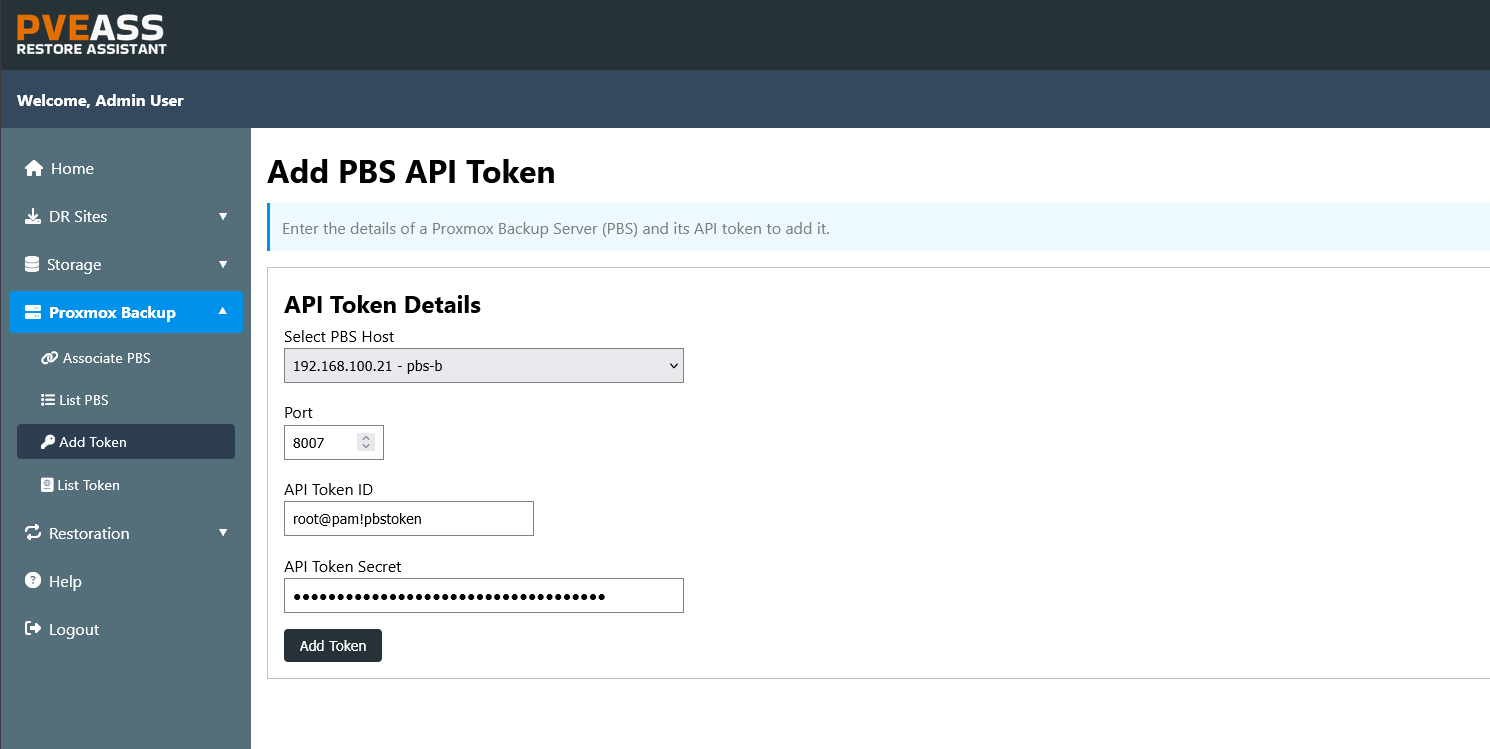 PVEASS
RESTORE ASSISTANT
Welcome, Admin User
Home
DR Sites
Storage
Proxmox Backup
Associate PBS
List PBS
Add Token
List Token
Restoration
Help
Logout
Add PBS API Token
Enter the details of a Proxmox Backup Server (PBS) and its API token to add it.
API Token Details
Select PBS Host
192.168.100.21 - pbs-b
Port
8007
API Token ID
root@pam!pbstoken
API Token Secret
••••••••••••••••••••••••••••••••••••
Add Token